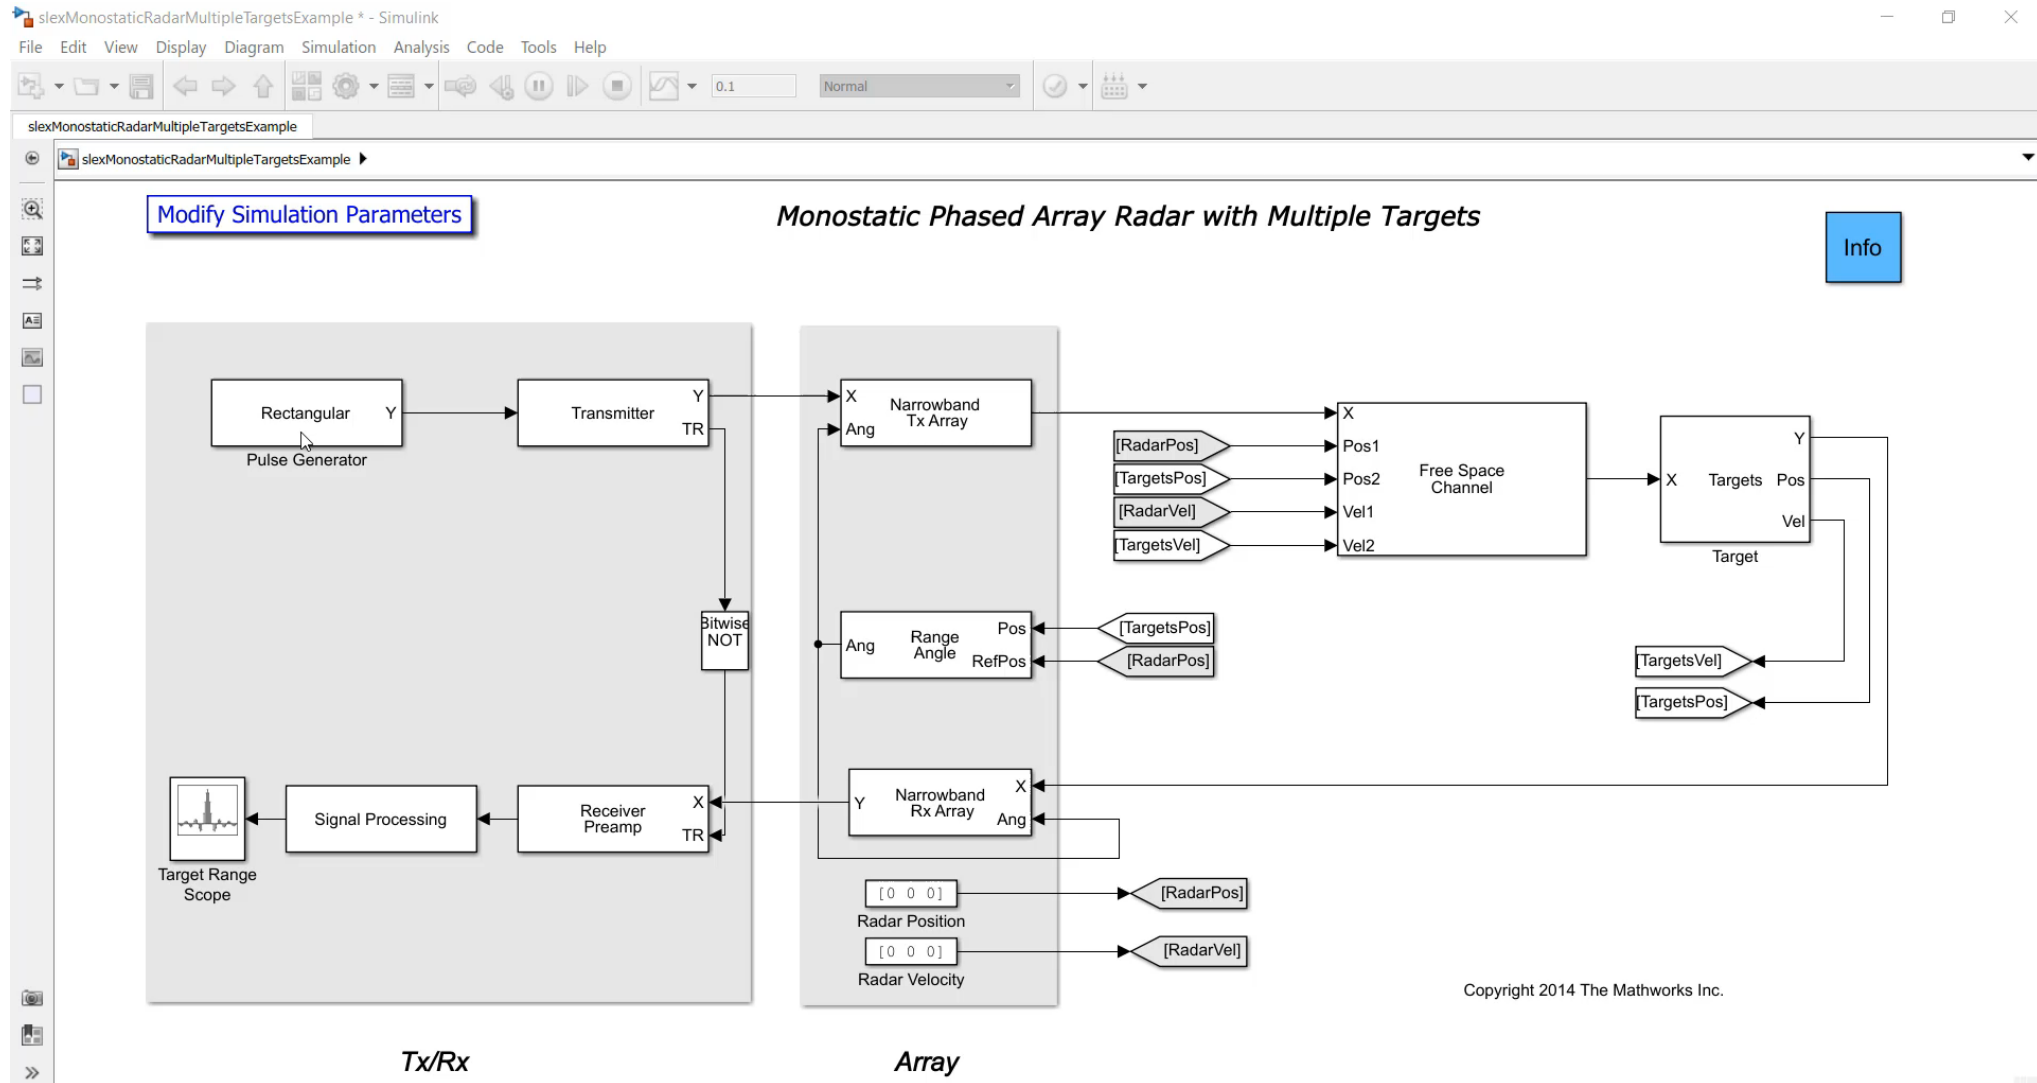 slexMonostaticRadarMultipleTargetsExample * - Simulink
File Edit View Display Diagram Simulation Analysis Code Tools Help
0.1 Normal
slexMonostaticRadarMultipleTargetsExample
slexMonostaticRadarMultipleTargetsExample
Modify Simulation Parameters
Monostatic Phased Array Radar with Multiple Targets
Info
Rectangular Y
Pulse Generator
Transmitter
Y
TR
X
Ang
Narrowband
Tx Array
[RadarPos]
[TargetsPos]
[RadarVel]
[TargetsVel]
X
Pos1
Pos2
Vel1
Vel2
Free Space
Channel
X Targets
Y
Pos
Vel
Target
Bitwise
NOT
Ang
Range
Angle
Pos
RefPos
[TargetsPos]
[RadarPos]
[TargetsVel]
[TargetsPos]
Target Range
Scope
Signal Processing
Receiver
Preamp
X
TR
Y
Narrowband
Rx Array
X
Ang
[0 0 0]
Radar Position
[RadarPos]
[0 0 0]
Radar Velocity
[RadarVel]
Copyright 2014 The Mathworks Inc.
Tx/Rx
Array